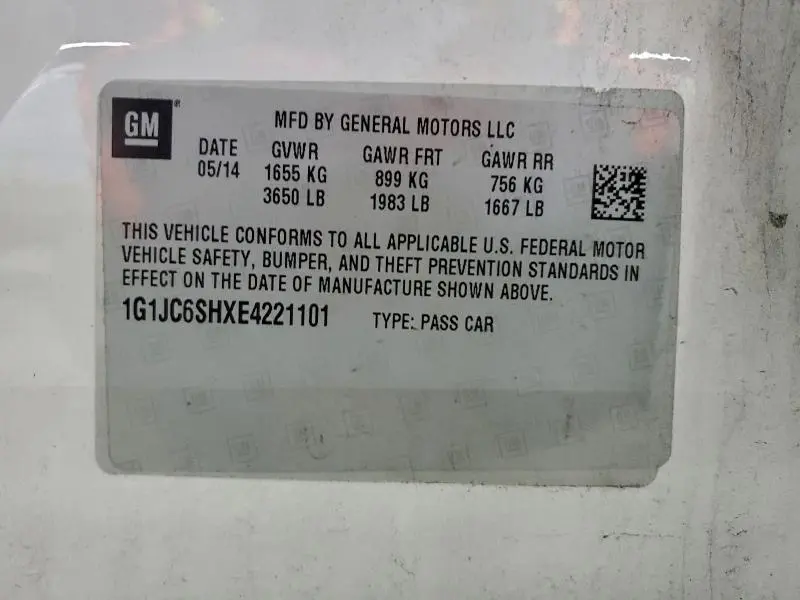 GM®
MFD BY GENERAL MOTORS LLC
DATE GVWR GAWR FRT GAWR RR
05/14 1655 KG 899 KG 756 KG
3650 LB 1983 LB 1667 LB
THIS VEHICLE CONFORMS TO ALL APPLICABLE U.S. FEDERAL MOTOR
VEHICLE SAFETY, BUMPER, AND THEFT PREVENTION STANDARDS IN
EFFECT ON THE DATE OF MANUFACTURE SHOWN ABOVE.
1G1JC6SHXE4221101 TYPE: PASS CAR